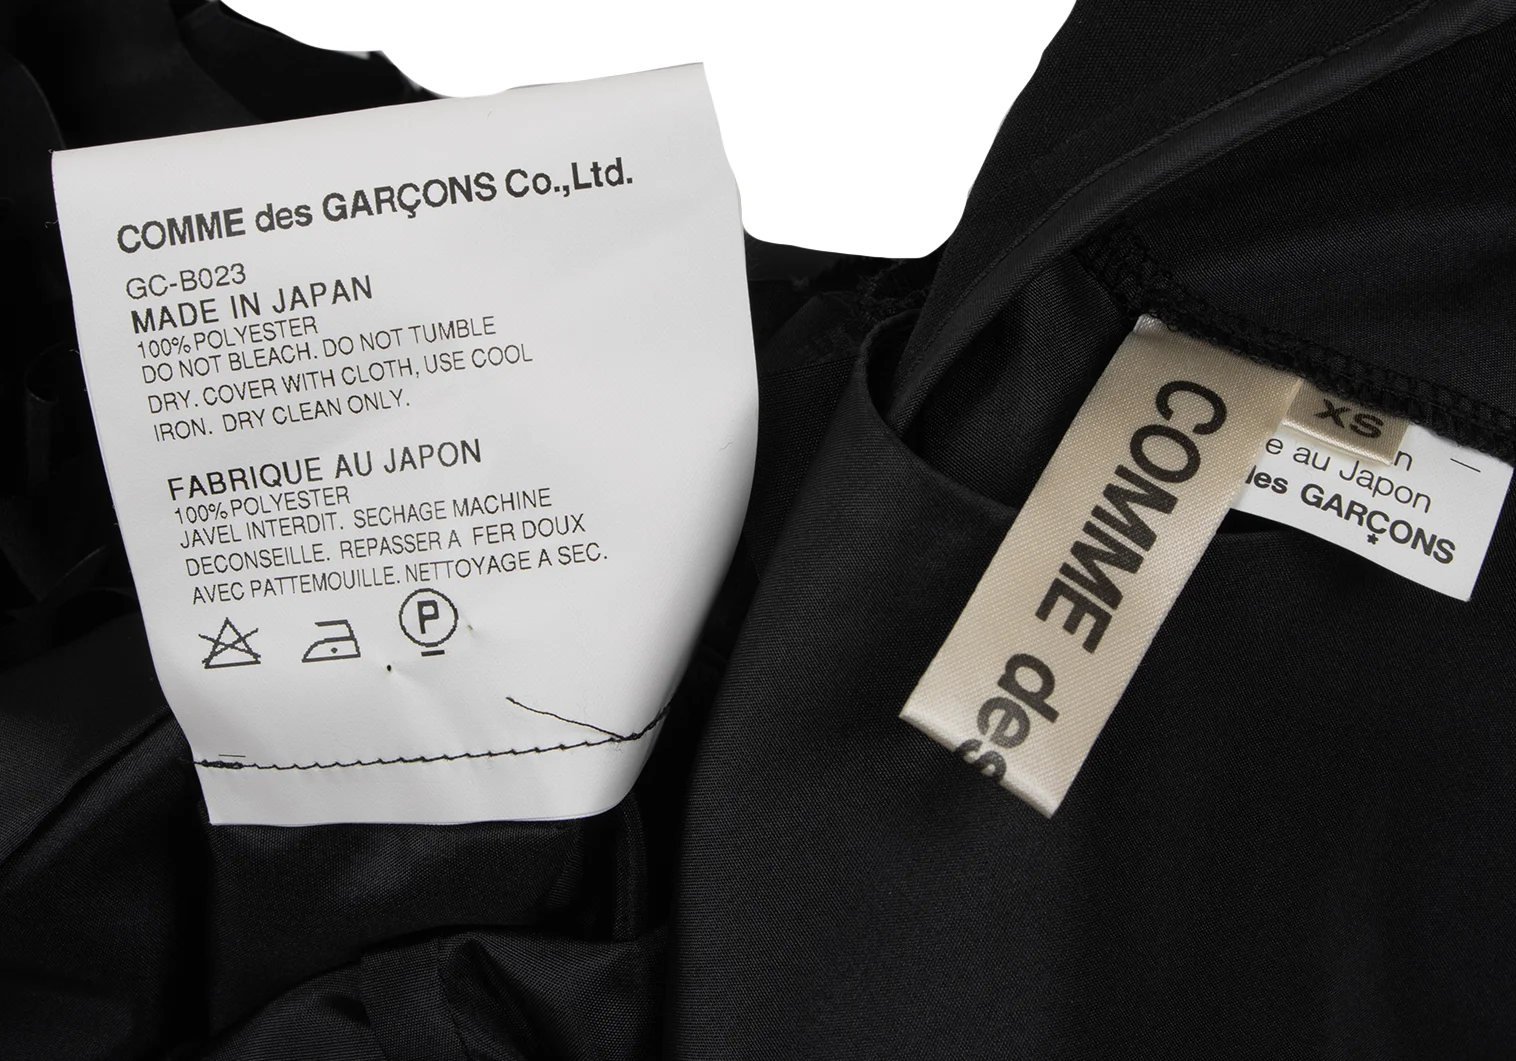 COMME des GARÇONS Co.,Ltd.
GC-B023
MADE IN JAPAN
100% POLYESTER
DO NOT BLEACH. DO NOT TUMBLE
DRY. COVER WITH CLOTH, USE COOL
IRON. DRY CLEAN ONLY.
FABRIQUE AU JAPON
100% POLYESTER
JAVEL INTERDIT. SECHAGE MACHINE
DECONSEILLE. REPASSER A FER DOUX
AVEC PATTEMOUILLE. NETTOYAGE A SEC.
P
COMME des
XS
au Japon
des GARÇONS
*